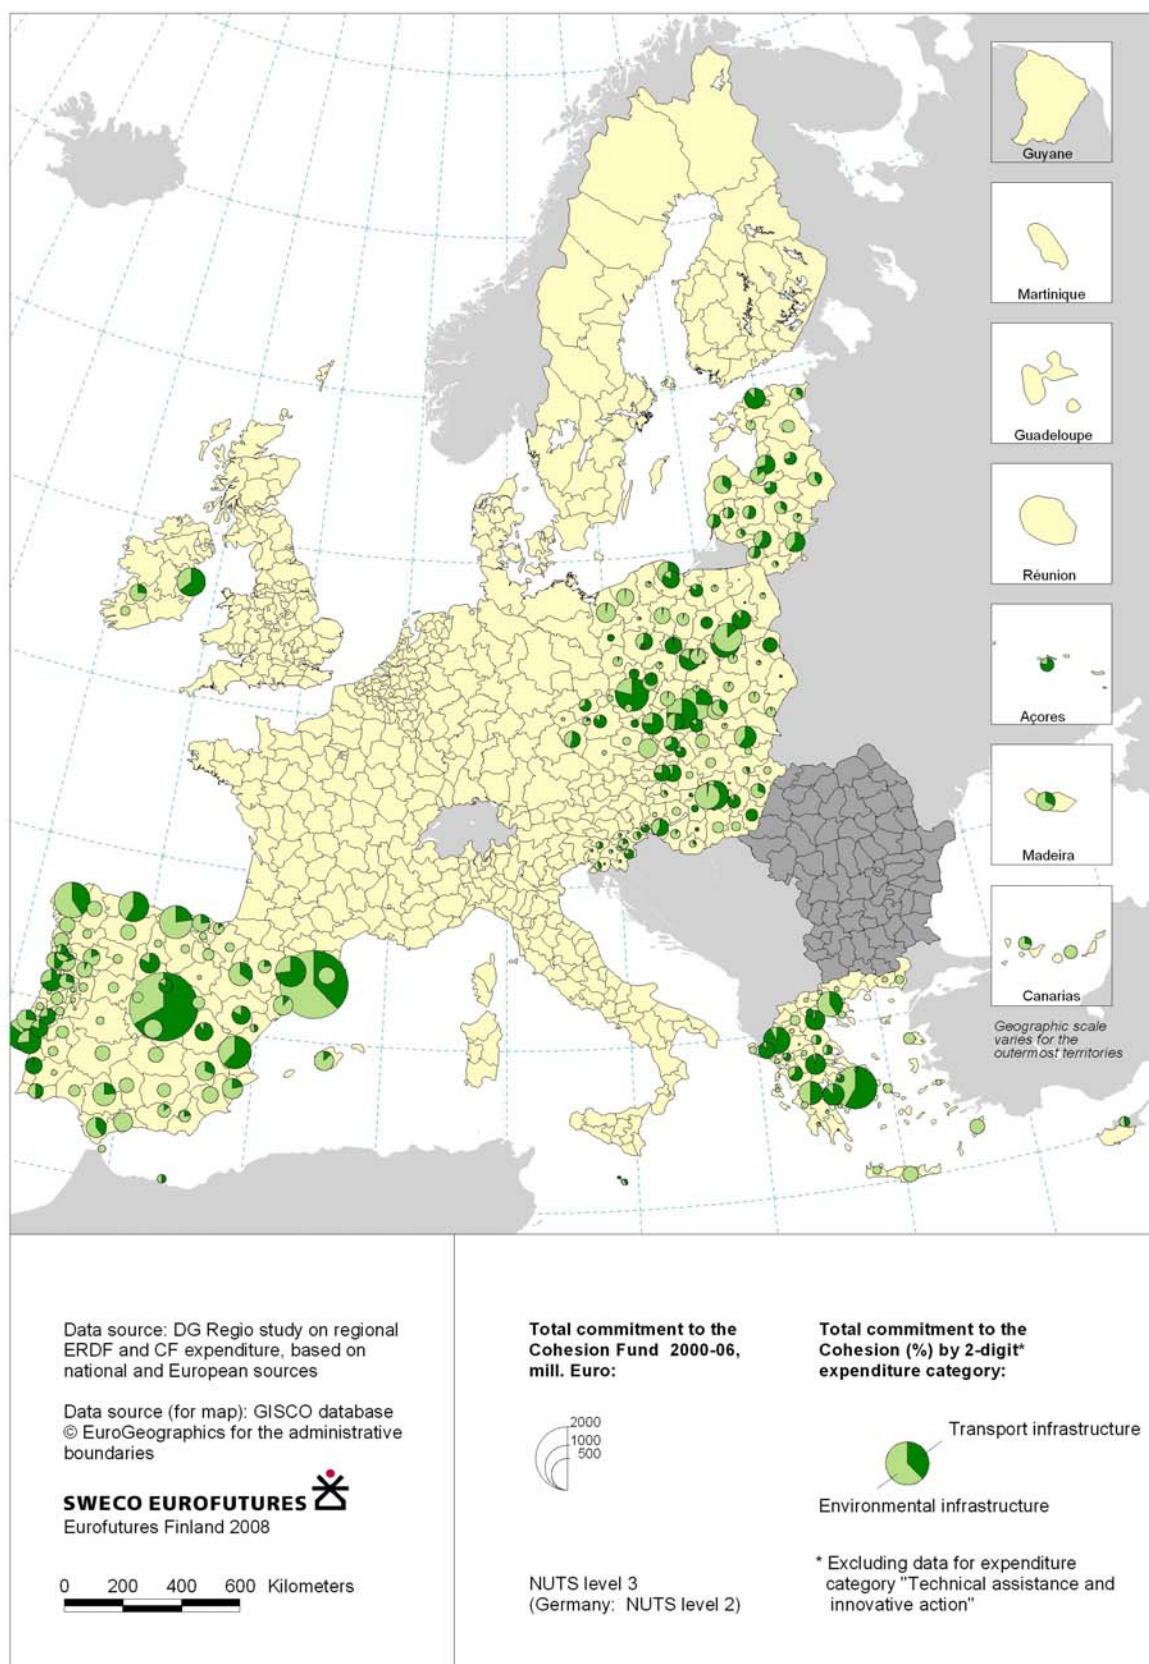 Guyane
Martinique
Guadeloupe
Réunion
Açores
Madeira
Canarias
Geographic scale
varies for the
outermost territories
Data source: DG Regio study on regional
ERDF and CF expenditure, based on
national and European sources
Data source (for map): GISCO database
© EuroGeographics for the administrative
boundaries
SWECO EUROFUTURES
Eurofutures Finland 2008
0 200 400 600 Kilometers
Total commitment to the
Cohesion Fund 2000-06,
mill. Euro:
2000
1000
500
NUTS level 3
(Germany: NUTS level 2)
Total commitment to the
Cohesion (%) by 2-digit*
expenditure category:
Transport infrastructure
Environmental infrastructure
* Excluding data for expenditure
category "Technical assistance and
innovative action"